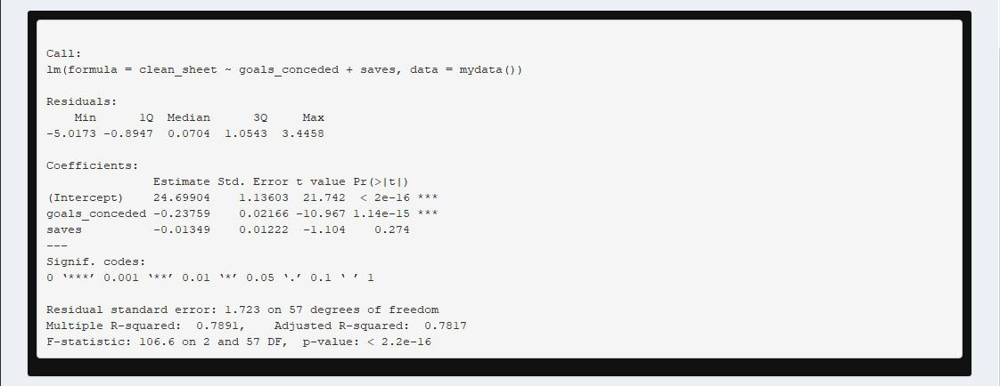 Call:
lm(formula = clean_sheet ~ goals_conceded + saves, data = mydata())
Residuals:
    Min      1Q  Median      3Q     Max
-5.0173 -0.8947  0.0704  1.0543  3.4458
Coefficients:
               Estimate Std. Error t value Pr(>|t|)
(Intercept)    24.69904    1.13603  21.742  < 2e-16 ***
goals_conceded -0.23759    0.02166 -10.967 1.14e-15 ***
saves          -0.01349    0.01222  -1.104    0.274
---
Signif. codes:
0 ‘***’ 0.001 ‘**’ 0.01 ‘*’ 0.05 ‘.’ 0.1 ‘ ’ 1
Residual standard error: 1.723 on 57 degrees of freedom
Multiple R-squared:  0.7891,    Adjusted R-squared:  0.7817
F-statistic: 106.6 on 2 and 57 DF,  p-value: < 2.2e-16